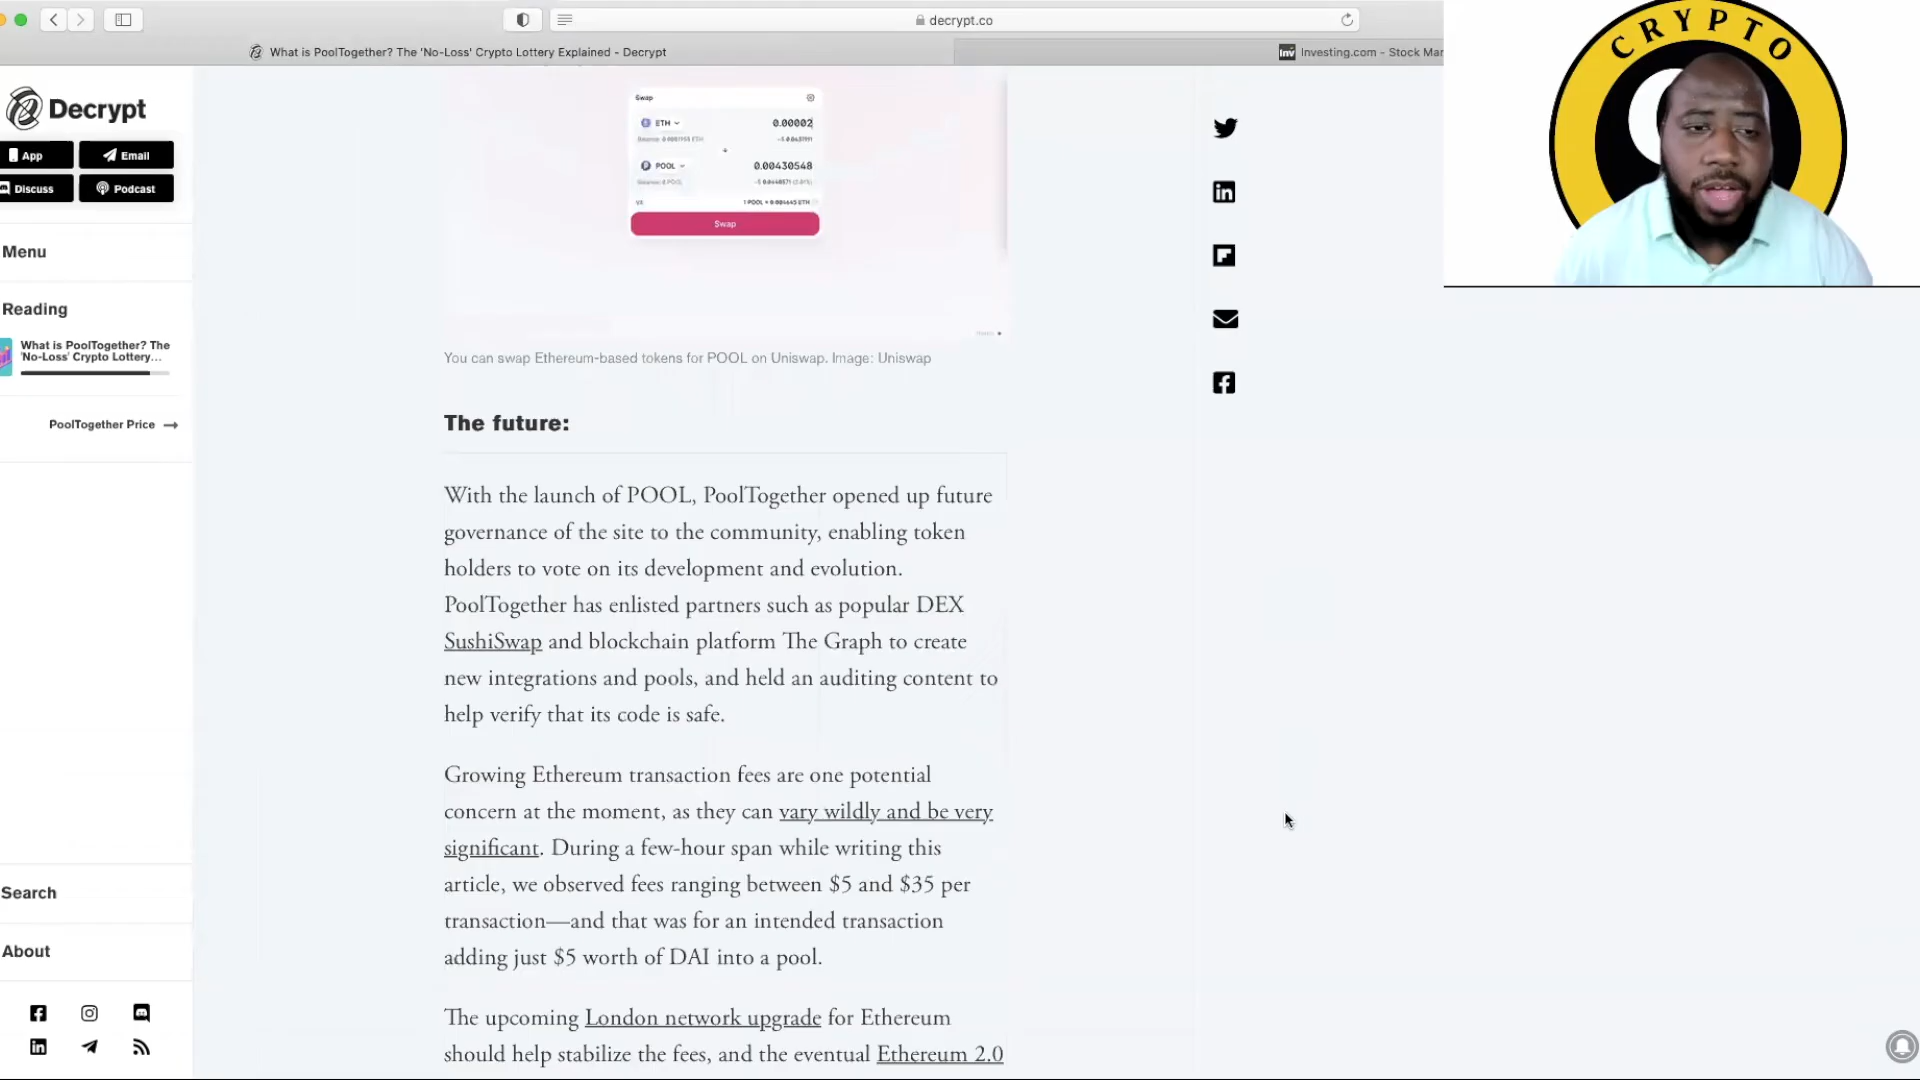 decrypt.co
What is PoolTogether? The 'No-Loss' Crypto Lottery Explained - Decrypt
Investing.com - Stock Mar
CRYPTO
Decrypt
App
Email
Discuss
Podcast
Menu
Reading
What is PoolTogether? The
'No-Loss' Crypto Lottery...
PoolTogether Price →
Search
About
Swap
ETH
0.00002
POOL
0.00430548
Swap
You can swap Ethereum-based tokens for POOL on Uniswap. Image: Uniswap
The future:
With the launch of POOL, PoolTogether opened up future
governance of the site to the community, enabling token
holders to vote on its development and evolution.
PoolTogether has enlisted partners such as popular DEX
SushiSwap and blockchain platform The Graph to create
new integrations and pools, and held an auditing content to
help verify that its code is safe.
Growing Ethereum transaction fees are one potential
concern at the moment, as they can vary wildly and be very
significant. During a few-hour span while writing this
article, we observed fees ranging between $5 and $35 per
transaction—and that was for an intended transaction
adding just $5 worth of DAI into a pool.
The upcoming London network upgrade for Ethereum
should help stabilize the fees, and the eventual Ethereum 2.0